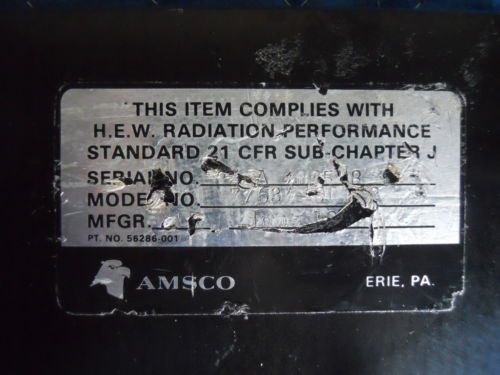 THIS ITEM COMPLIES WITH
H.E.W. RADIATION PERFORMANCE
STANDARD 21 CFR SUB-CHAPTER J
SERIAL NO.
MODEL NO.
MFGR.
PT. NO. 56286-001
AMSCO
ERIE, PA.